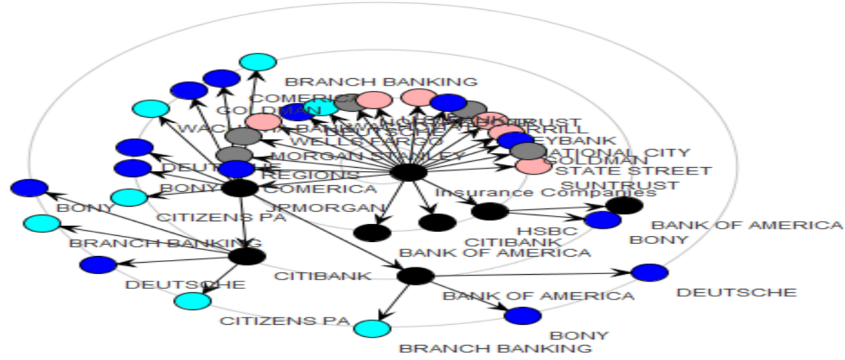 BRANCH BANKING
COMERICA
GOLDMAN
WELLS FARGO
MORGAN STANLEY
NATIONAL CITY
GOLDMAN
STATE STREET
DEUTSCHE
REGIONS
SUNTRUST
BONY
COMERICA
Insurance Companies
BONY
JPMORGAN
CITIZENS PA
HSBC
BANK OF AMERICA
BRANCH BANKING
CITIBANK
BONY
BANK OF AMERICA
CITIBANK
DEUTSCHE
BANK OF AMERICA
DEUTSCHE
CITIZENS PA
BONY
BRANCH BANKING